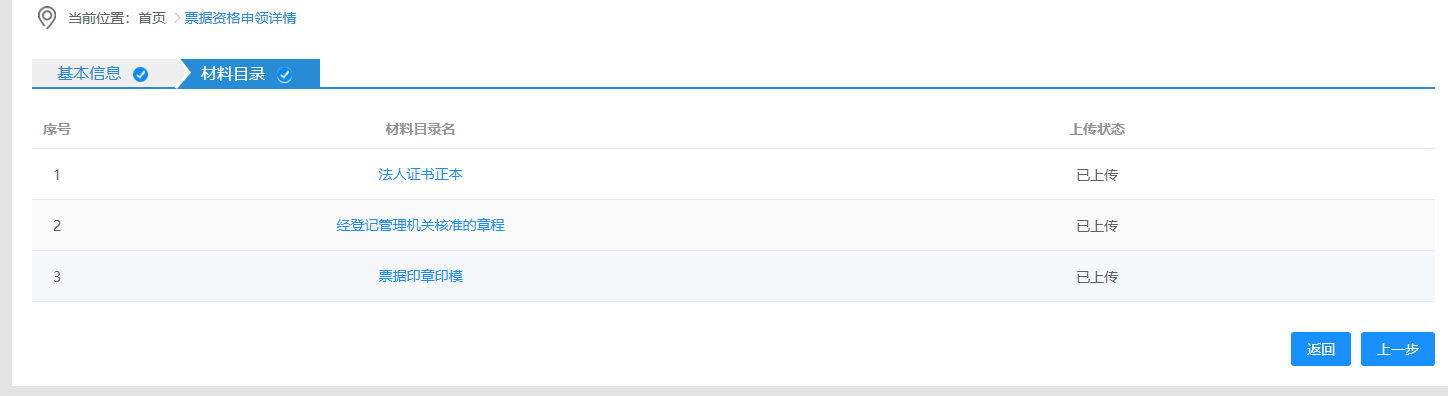 当前位置：首页 >票据资格申领详情
基本信息 材料目录
序号 材料目录名 上传状态
1 法人证书正本 已上传
2 经登记管理机关核准的章程 已上传
3 票据印章印模 已上传
返回 上一步